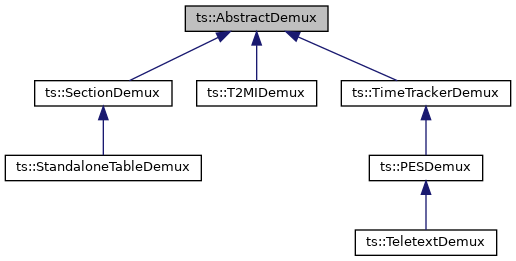 ts::AbstractDemux
ts::SectionDemux
ts::T2MIDemux
ts::TimeTrackerDemux
ts::StandaloneTableDemux
ts::PESDemux
ts::TeletextDemux